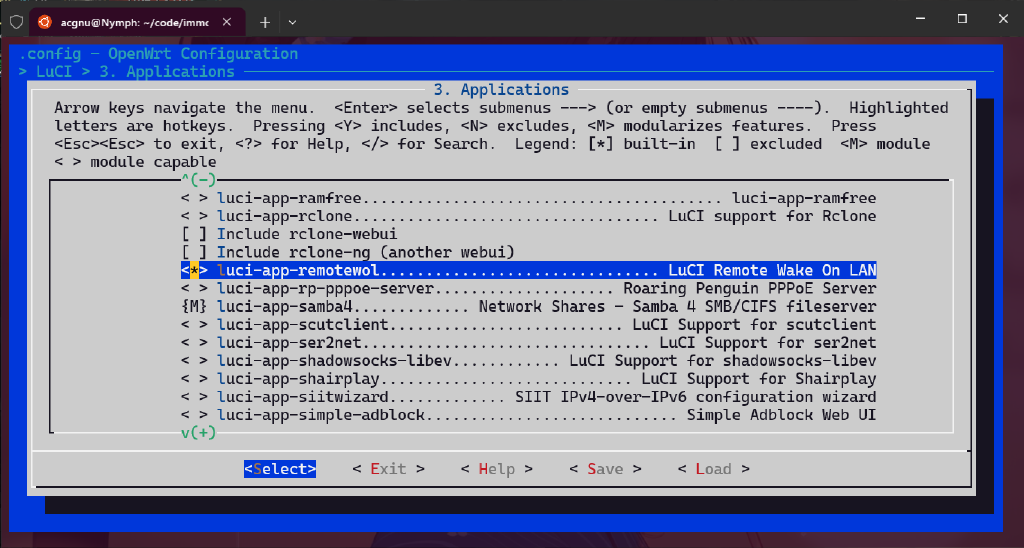 acgnu@Nymph: ~/code/immo
.config - OpenWrt Configuration
> LuCI > 3. Applications
3. Applications
Arrow keys navigate the menu.  <Enter> selects submenus ---> (or empty submenus ----).  Highlighted
letters are hotkeys.  Pressing <Y> includes, <N> excludes, <M> modularizes features.  Press
<Esc><Esc> to exit, <?> for Help, </> for Search.  Legend: [*] built-in  [ ] excluded  <M> module
< > module capable
^(-)
< > luci-app-ramfree........................................ luci-app-ramfree
< > luci-app-rclone.................................. LuCI support for Rclone
[ ] Include rclone-webui
[ ] Include rclone-ng (another webui)
<*> luci-app-remotewol............................... LuCI Remote Wake On LAN
< > luci-app-rp-pppoe-server.................... Roaring Penguin PPPoE Server
{M} luci-app-samba4............. Network Shares - Samba 4 SMB/CIFS fileserver
< > luci-app-scutclient.......................... LuCI Support for scutclient
< > luci-app-ser2net................................ LuCI Support for ser2net
< > luci-app-shadowsocks-libev............ LuCI Support for shadowsocks-libev
< > luci-app-shairplay............................ LuCI Support for Shairplay
< > luci-app-siitwizard............. SIIT IPv4-over-IPv6 configuration wizard
< > luci-app-simple-adblock............................ Simple Adblock Web UI
v(+)
<Select>    < Exit >    < Help >    < Save >    < Load >